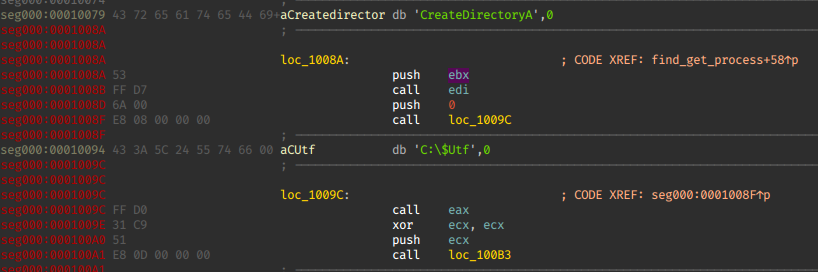 seg000:00010079 43 72 65 61 74 65 44 69+aCreatedirector db 'CreateDirectoryA',0
seg000:0001008A ; ───────────────────────────
seg000:0001008A
seg000:0001008A loc_1008A: ; CODE XREF: find_get_process+58↑p
seg000:0001008A 53 push ebx
seg000:0001008B FF D7 call edi
seg000:0001008D 6A 00 push 0
seg000:0001008F E8 08 00 00 00 call loc_1009C
seg000:0001008F ; ───────────────────────────
seg000:00010094 43 3A 5C 24 55 74 66 00 aCUtf db 'C:\$Utf',0
seg000:0001009C ; ───────────────────────────
seg000:0001009C
seg000:0001009C loc_1009C: ; CODE XREF: seg000:0001008F↑p
seg000:0001009C FF D0 call eax
seg000:0001009E 31 C9 xor ecx, ecx
seg000:000100A0 51 push ecx
seg000:000100A1 E8 0D 00 00 00 call loc_100B3
seg000:000100A1 ; ───────────────────────────